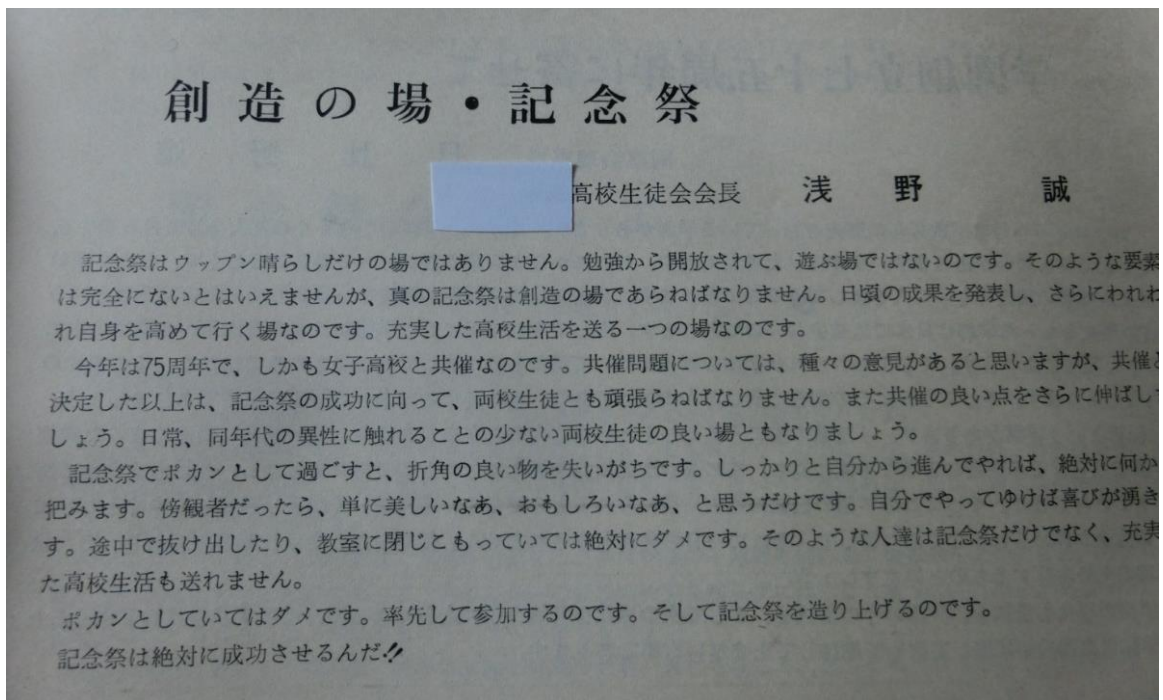 創造の場・記念祭
高校生徒会会長 浅野 誠
記念祭はウップン晴らしだけの場ではありません。勉強から開放されて、遊ぶ場ではないのです。そのような要素
は完全にないとはいえませんが、真の記念祭は創造の場であらねばなりません。日頃の成果を発表し、さらにわれわ
れ自身を高めて行く場なのです。充実した高校生活を送る一つの場なのです。
今年は75周年で、しかも女子高校と共催なのです。共催問題については、種々の意見があると思いますが、共催と
決定した以上は、記念祭の成功に向って、両校生徒とも頑張らねばなりません。また共催の良い点をさらに伸ばし
しょう。日常、同年代の異性に触れることの少ない両校生徒の良い場ともなりましょう。
記念祭でポカンとして過ごすと、折角の良い物を失いがちです。しっかりと自分から進んでやれば、絶対に何か
把みます。傍観者だったら、単に美しいなあ、おもしろいなあ、と思うだけです。自分でやってゆけば喜びが湧き
す。途中で抜け出したり、教室に閉じこもっていては絶対にダメです。そのような人達は記念祭だけでなく、充実
た高校生活も送れません。
ポカンとしていてはダメです。率先して参加するのです。そして記念祭を造り上げるのです。
記念祭は絶対に成功させるんだ!!